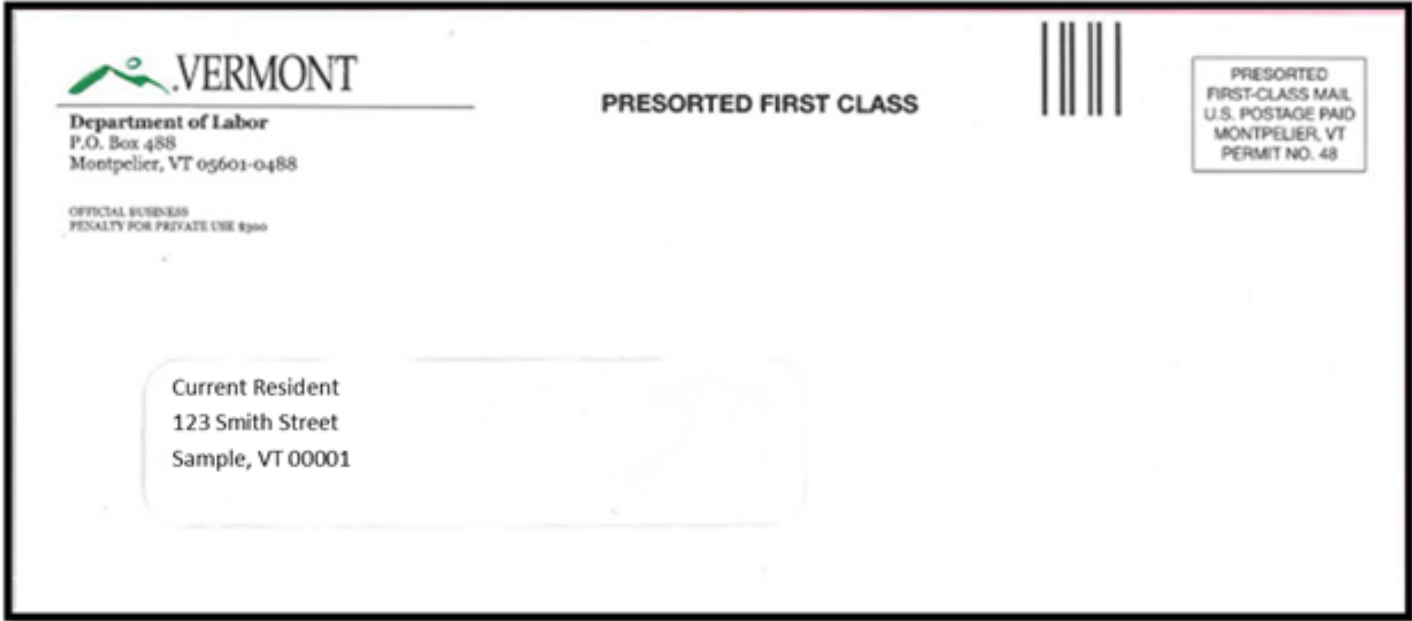 VERMONT
Department of Labor
P.O. Box 488
Montpelier, VT 05601-0488
OFFICIAL BUSINESS
PENALTY FOR PRIVATE USE $300
PRESORTED FIRST CLASS
PRESORTED
FIRST-CLASS MAIL
U.S. POSTAGE PAID
MONTPELIER, VT
PERMIT NO. 48
Current Resident
123 Smith Street
Sample, VT 00001